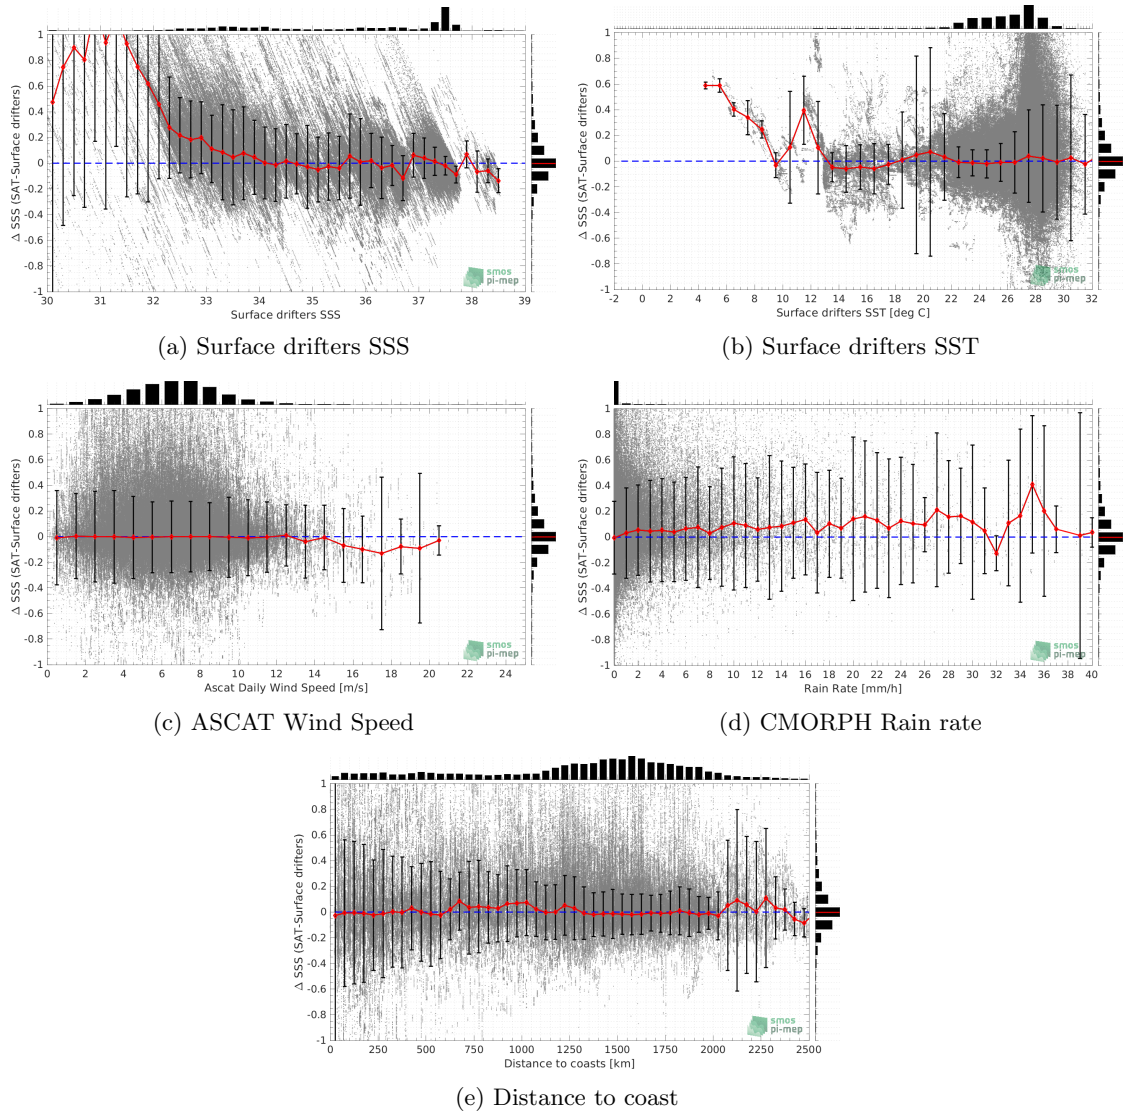 Δ SSS (SAT-Surface drifters)
1
0.8
0.6
0.4
0.2
0
-0.2
-0.4
-0.6
-0.8
-1
30 31 32 33 34 35 36 37 38 39
Surface drifters SSS
smos
pi-mep
(a) Surface drifters SSS
Δ SSS (SAT-Surface drifters)
1
0.8
0.6
0.4
0.2
0
-0.2
-0.4
-0.6
-0.8
-1
-2 0 2 4 6 8 10 12 14 16 18 20 22 24 26 28 30 32
Surface drifters SST [deg C]
smos
pi-mep
(b) Surface drifters SST
Δ SSS (SAT-Surface drifters)
1
0.8
0.6
0.4
0.2
0
-0.2
-0.4
-0.6
-0.8
-1
0 2 4 6 8 10 12 14 16 18 20 22 24
Ascat Daily Wind Speed [m/s]
smos
pi-mep
(c) ASCAT Wind Speed
Δ SSS (SAT-Surface drifters)
1
0.8
0.6
0.4
0.2
0
-0.2
-0.4
-0.6
-0.8
-1
0 2 4 6 8 10 12 14 16 18 20 22 24 26 28 30 32 34 36 38 40
Rain Rate [mm/h]
smos
pi-mep
(d) CMORPH Rain rate
Δ SSS (SAT-Surface drifters)
1
0.8
0.6
0.4
0.2
0
-0.2
-0.4
-0.6
-0.8
-1
0 250 500 750 1000 1250 1500 1750 2000 2250 2500
Distance to coasts [km]
smos
pi-mep
(e) Distance to coast